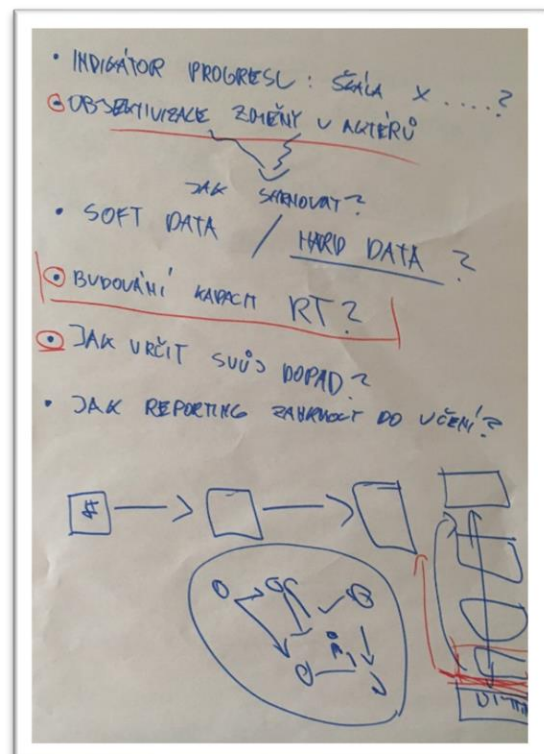 • INDIKÁTOR PROGRESU: ŠKÁLA X ....?
• OBJEKTIVIZACE ZMĚNY U AKTÉRŮ
JAK SHRNOVAT?
• SOFT DATA / HARD DATA ?
• BUDOVÁNÍ KAPACIT RT?
• JAK URČIT SVŮJ DOPAD?
• JAK REPORTING ZAHRNOUT DO UČENÍ?
#